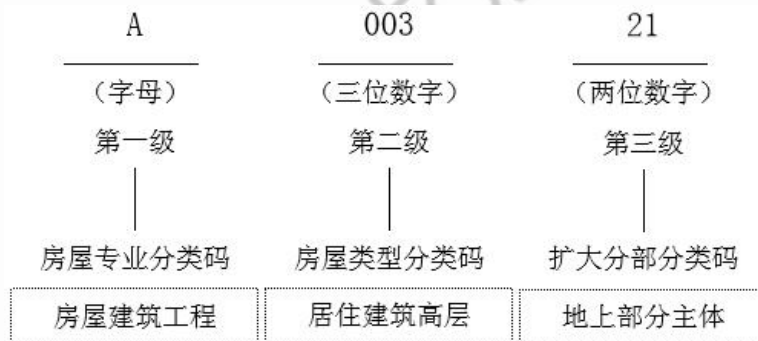 A 003 21
（字母） （三位数字） （两位数字）
第一级 第二级 第三级
房屋专业分类码 房屋类型分类码 扩大分部分类码
房屋建筑工程 居住建筑高层 地上部分主体